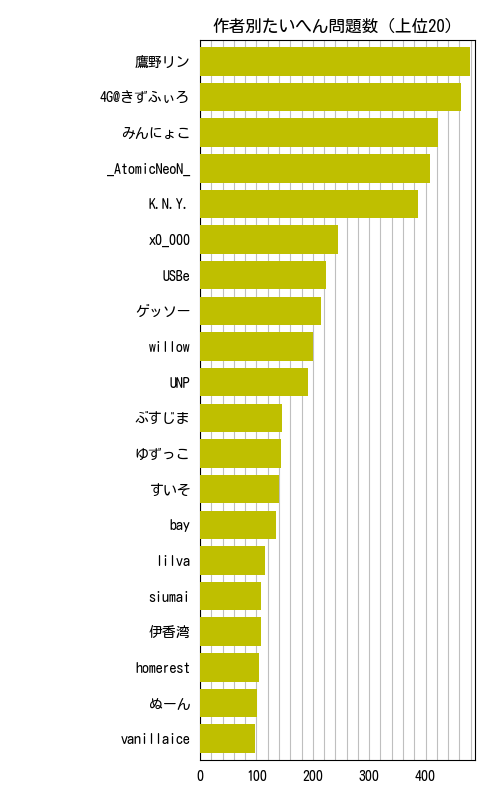 作者別たいへん問題数 (上位20)
鷹野リン
4G@きずふぃろ
みんにょこ
_AtomicNeoN_
K.N.Y.
x0_000
USBe
ゲッソー
willow
UNP
ぶすじま
ゆずっこ
すいそ
bay
lilva
siumai
伊香湾
homerest
ぬーん
vanillaice
0 100 200 300 400